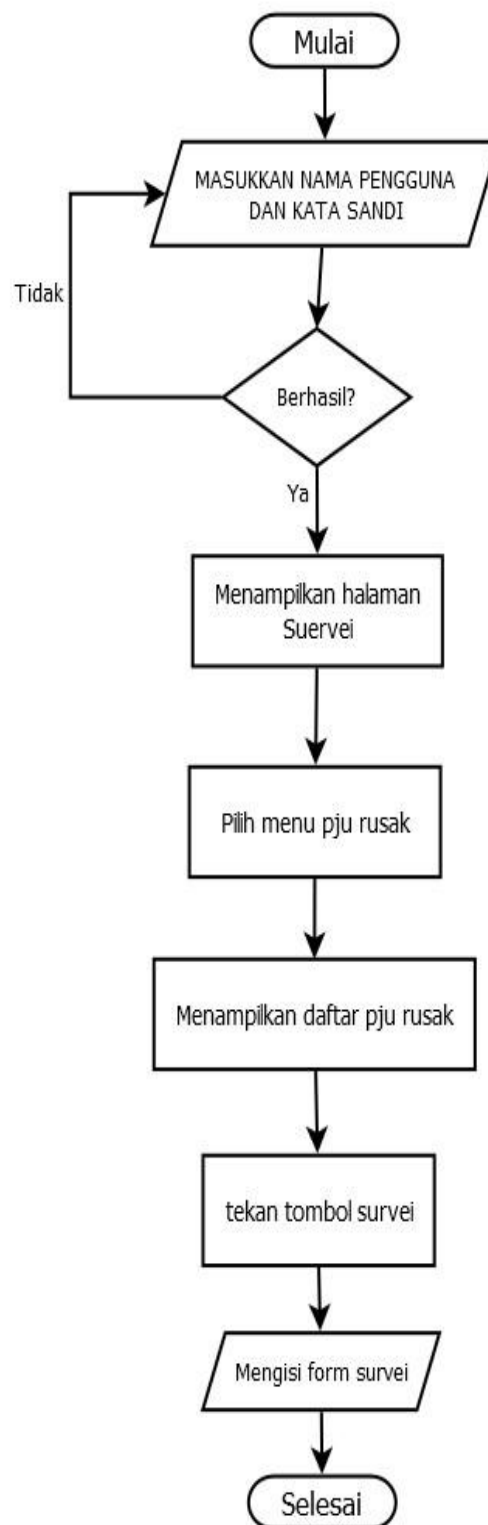 Mulai
MASUKKAN NAMA PENGGUNA
DAN KATA SANDI
Tidak
Berhasil?
Ya
Menampilkan halaman
Suervei
Pilih menu pju rusak
Menampilkan daftar pju rusak
tekan tombol survei
Mengisi form survei
Selesai